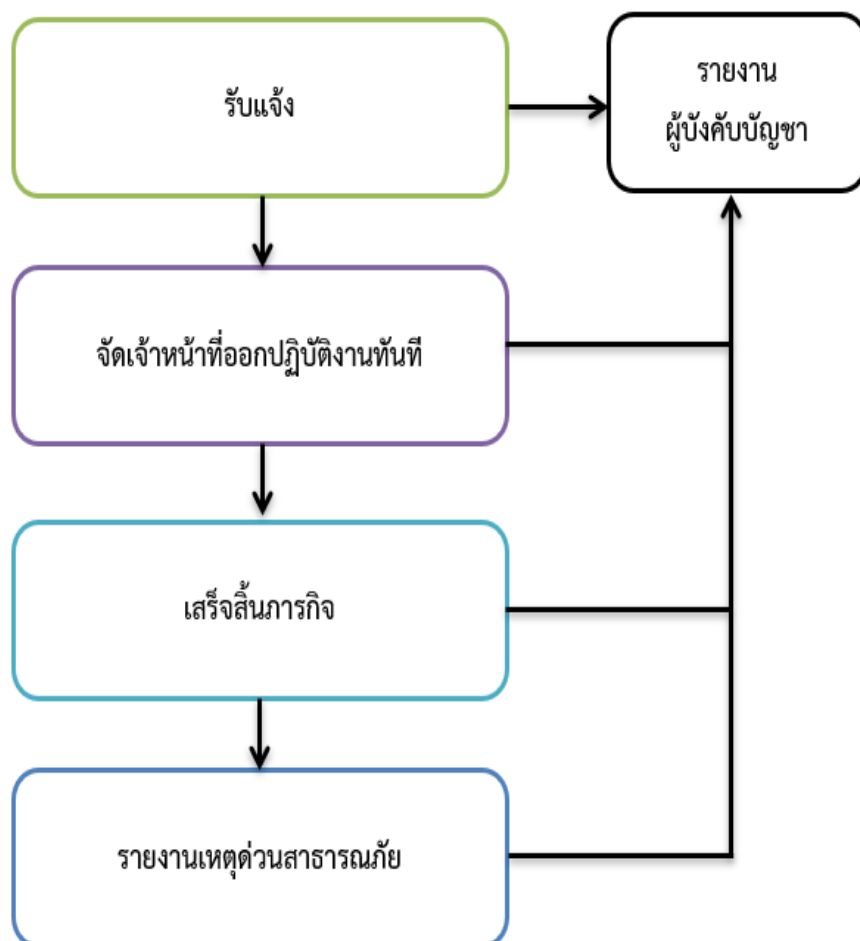 รับแจ้ง
รายงาน
ผู้บังคับบัญชา
จัดเจ้าหน้าที่ออกปฏิบัติงานทันที
เสร็จสิ้นภารกิจ
รายงานเหตุด่วนสาธารณภัย